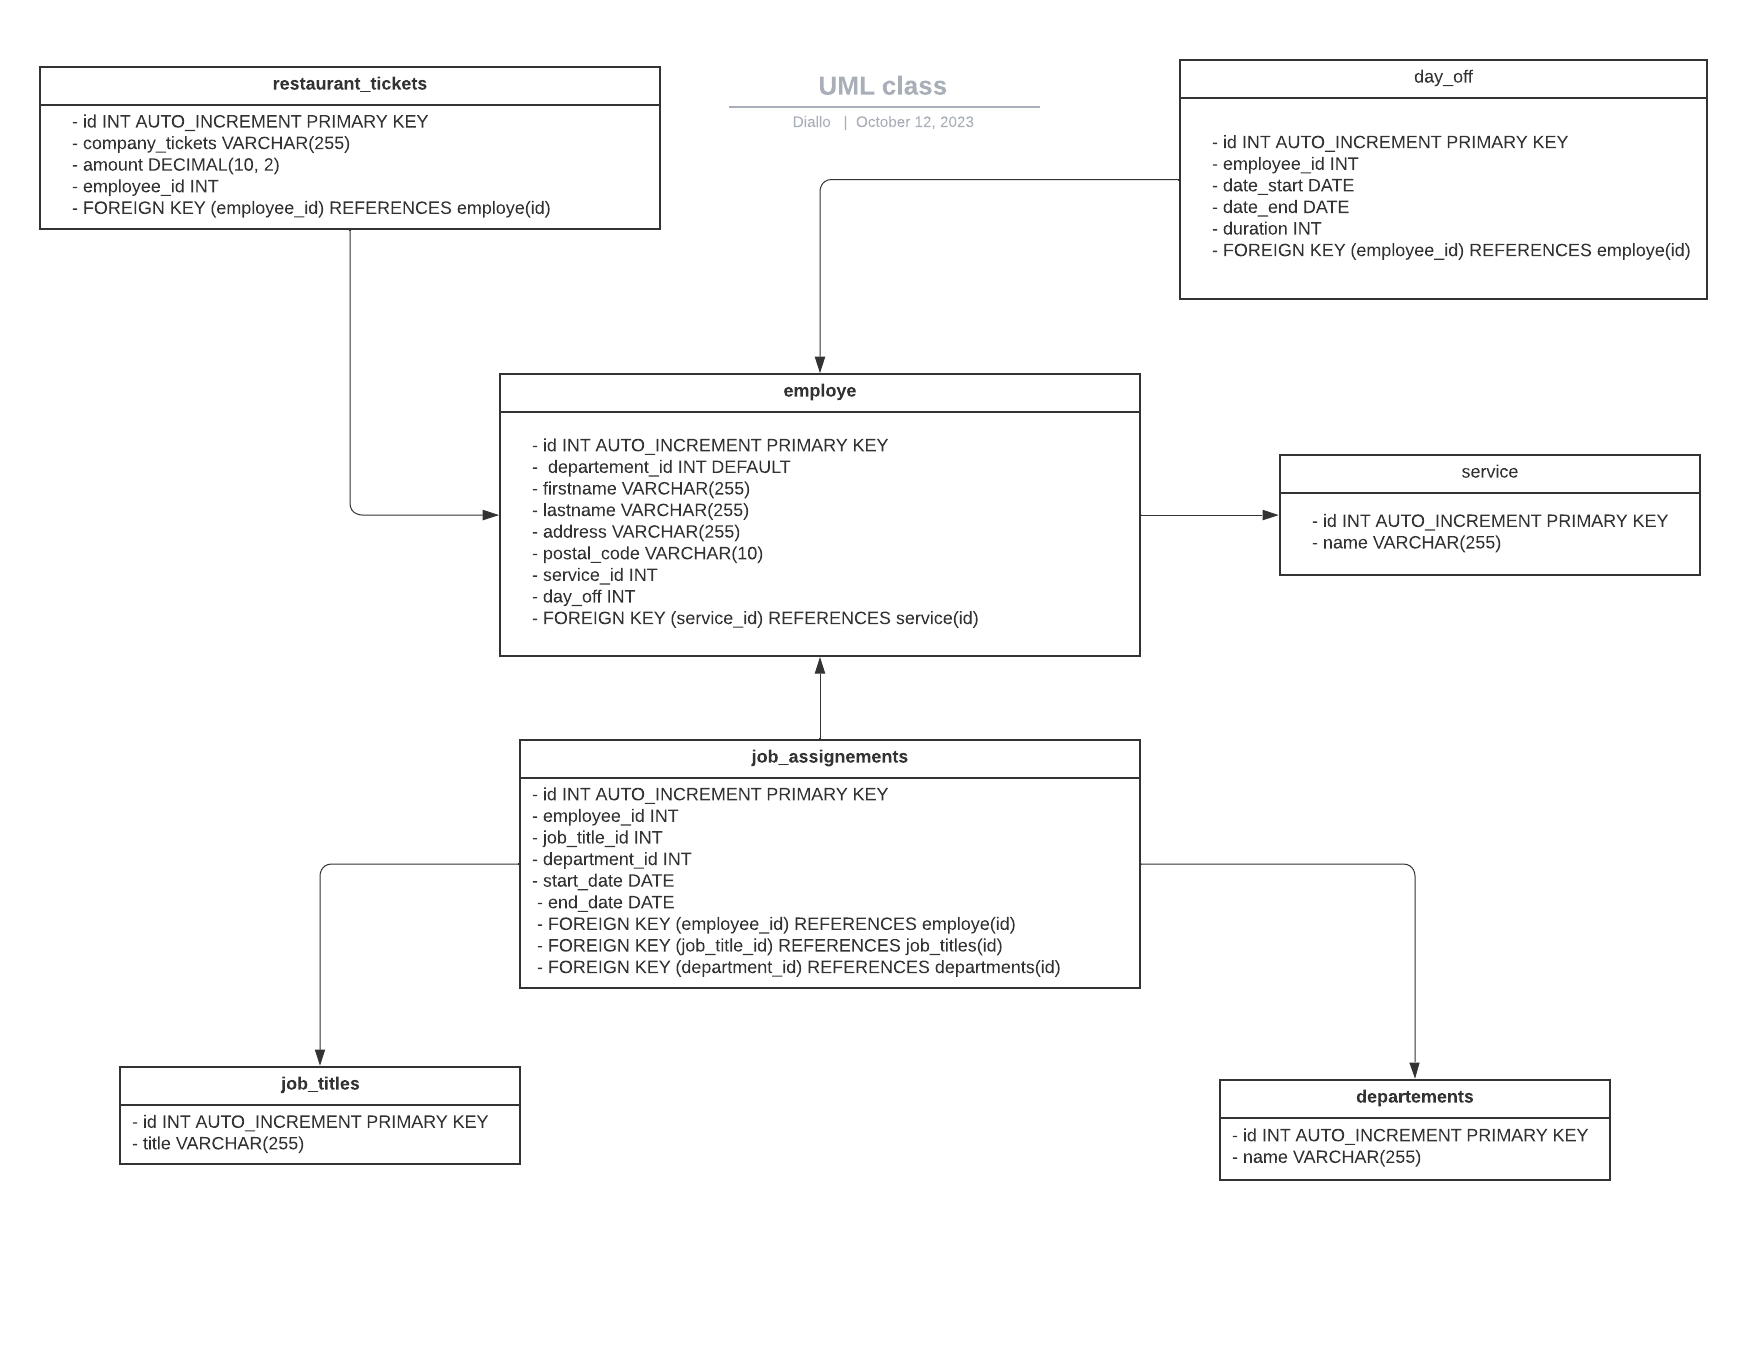 UML class
Diallo | October 12, 2023
restaurant_tickets
- id INT AUTO_INCREMENT PRIMARY KEY
- company_tickets VARCHAR(255)
- amount DECIMAL(10, 2)
- employee_id INT
- FOREIGN KEY (employee_id) REFERENCES employe(id)
day_off
- id INT AUTO_INCREMENT PRIMARY KEY
- employee_id INT
- date_start DATE
- date_end DATE
- duration INT
- FOREIGN KEY (employee_id) REFERENCES employe(id)
employe
- id INT AUTO_INCREMENT PRIMARY KEY
- departement_id INT DEFAULT
- firstname VARCHAR(255)
- lastname VARCHAR(255)
- address VARCHAR(255)
- postal_code VARCHAR(10)
- service_id INT
- day_off INT
- FOREIGN KEY (service_id) REFERENCES service(id)
service
- id INT AUTO_INCREMENT PRIMARY KEY
- name VARCHAR(255)
job_assignements
- id INT AUTO_INCREMENT PRIMARY KEY
- employee_id INT
- job_title_id INT
- department_id INT
- start_date DATE
- end_date DATE
- FOREIGN KEY (employee_id) REFERENCES employe(id)
- FOREIGN KEY (job_title_id) REFERENCES job_titles(id)
- FOREIGN KEY (department_id) REFERENCES departments(id)
job_titles
- id INT AUTO_INCREMENT PRIMARY KEY
- title VARCHAR(255)
departements
- id INT AUTO_INCREMENT PRIMARY KEY
- name VARCHAR(255)